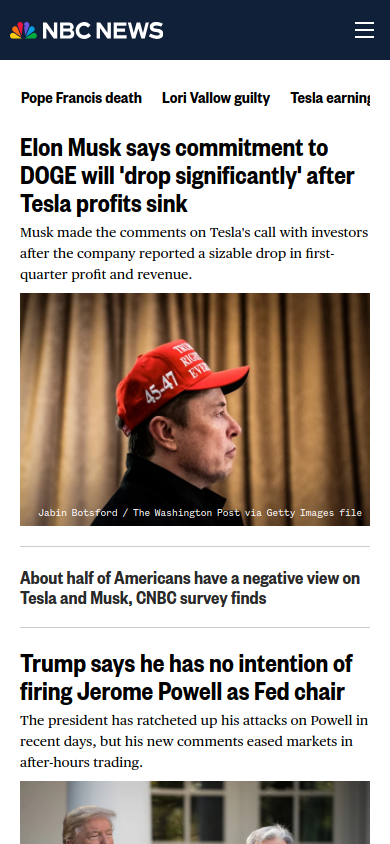 NBC NEWS
Pope Francis death Lori Vallow guilty Tesla earning
Elon Musk says commitment to
DOGE will 'drop significantly' after
Tesla profits sink
Musk made the comments on Tesla's call with investors
after the company reported a sizable drop in first-
quarter profit and revenue.
TRUMP
RIGHT
EVER
45-47
Jabin Botsford / The Washington Post via Getty Images file
About half of Americans have a negative view on
Tesla and Musk, CNBC survey finds
Trump says he has no intention of
firing Jerome Powell as Fed chair
The president has ratcheted up his attacks on Powell in
recent days, but his new comments eased markets in
after-hours trading.